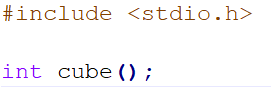 #include <stdio.h>
int cube();